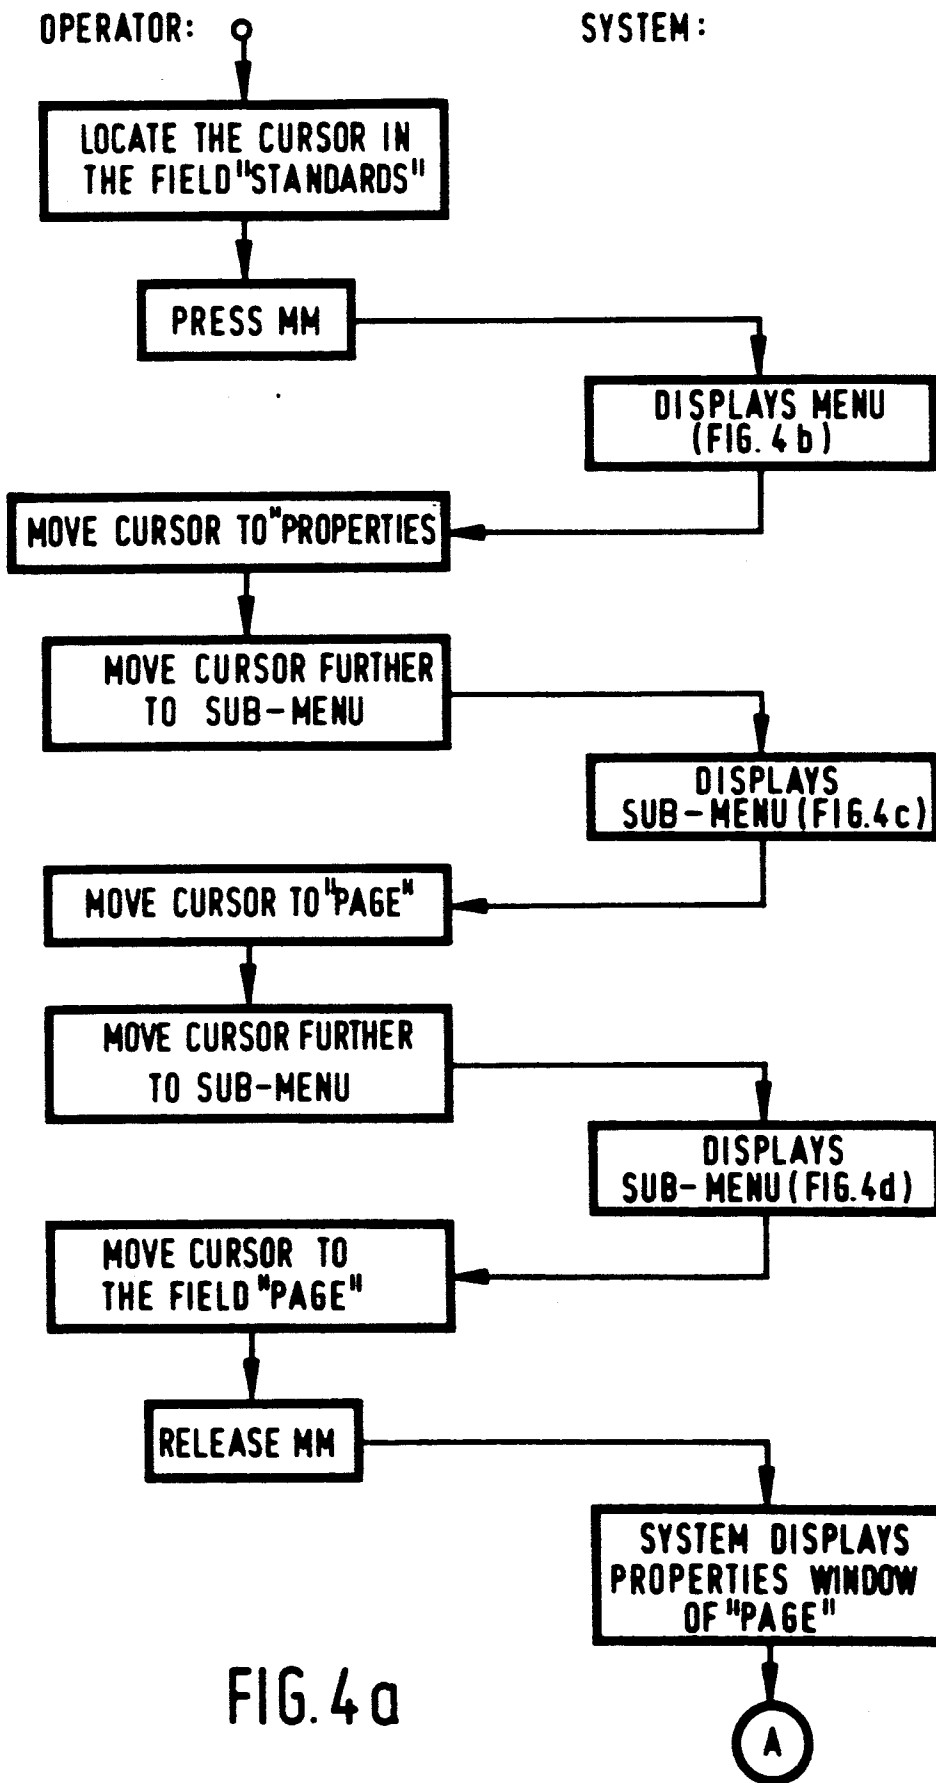 OPERATOR:
SYSTEM:
LOCATE THE CURSOR IN
THE FIELD "STANDARDS"
PRESS MM
DISPLAYS MENU
(FIG. 4b)
MOVE CURSOR TO "PROPERTIES
MOVE CURSOR FURTHER
TO SUB-MENU
DISPLAYS
SUB-MENU (FIG.4c)
MOVE CURSOR TO "PAGE"
MOVE CURSOR FURTHER
TO SUB-MENU
DISPLAYS
SUB-MENU (FIG.4d)
MOVE CURSOR TO
THE FIELD "PAGE"
RELEASE MM
SYSTEM DISPLAYS
PROPERTIES WINDOW
OF "PAGE"
FIG. 4a
A